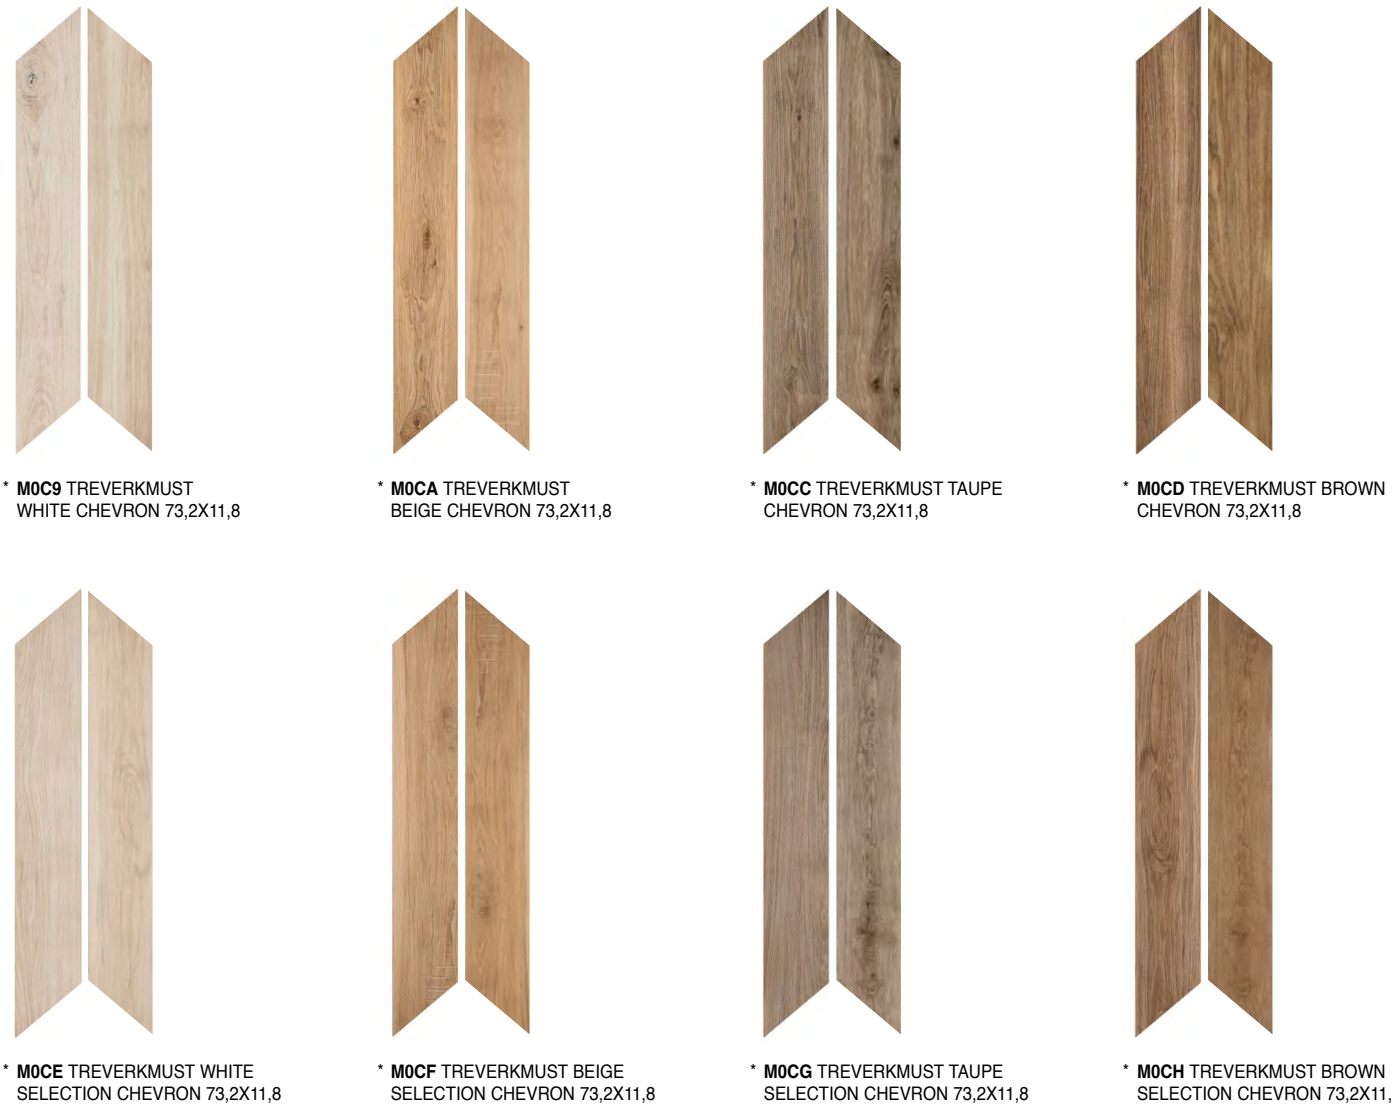 * M0C9 TREVERKMUST
WHITE CHEVRON 73,2X11,8
* M0CA TREVERKMUST
BEIGE CHEVRON 73,2X11,8
* M0CC TREVERKMUST TAUPE
CHEVRON 73,2X11,8
* M0CD TREVERKMUST BROWN
CHEVRON 73,2X11,8
* M0CE TREVERKMUST WHITE
SELECTION CHEVRON 73,2X11,8
* M0CF TREVERKMUST BEIGE
SELECTION CHEVRON 73,2X11,8
* M0CG TREVERKMUST TAUPE
SELECTION CHEVRON 73,2X11,8
* M0CH TREVERKMUST BROWN
SELECTION CHEVRON 73,2X11,